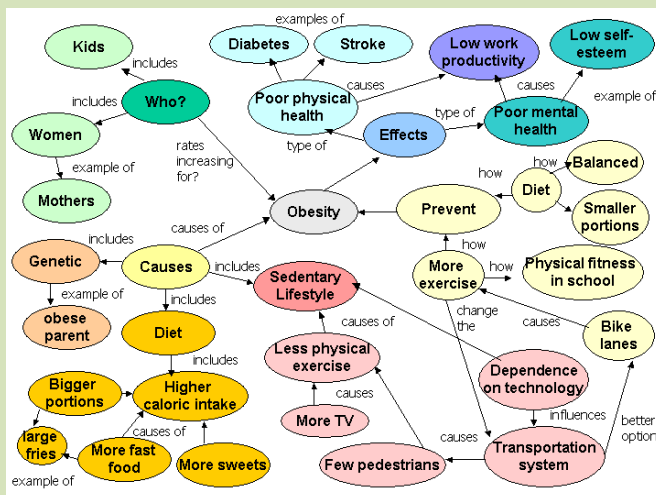 examples of
Kids
Diabetes
Stroke
Low work
productivity
Low self-
esteem
includes
causes
causes
Who?
Poor physical
health
example of
includes
Poor mental
health
Women
Effects
type of
type of
example of
rates
increasing
for?
how
how
Balanced
Mothers
Diet
Obesity
Prevent
Smaller
portions
causes of
how
includes
Genetic
Causes
includes
More
exercise
how
Physical fitness
in school
Sedentary
Lifestyle
example of
includes
change
the
obese
parent
causes
Bike
lanes
Diet
causes of
includes
Less physical
exercise
Dependence
on technology
Bigger
portions
Higher
caloric intake
causes
influences
large
fries
causes of
More TV
better
option
More fast
food
More sweets
Few pedestrians
causes
Transportation
system
example of